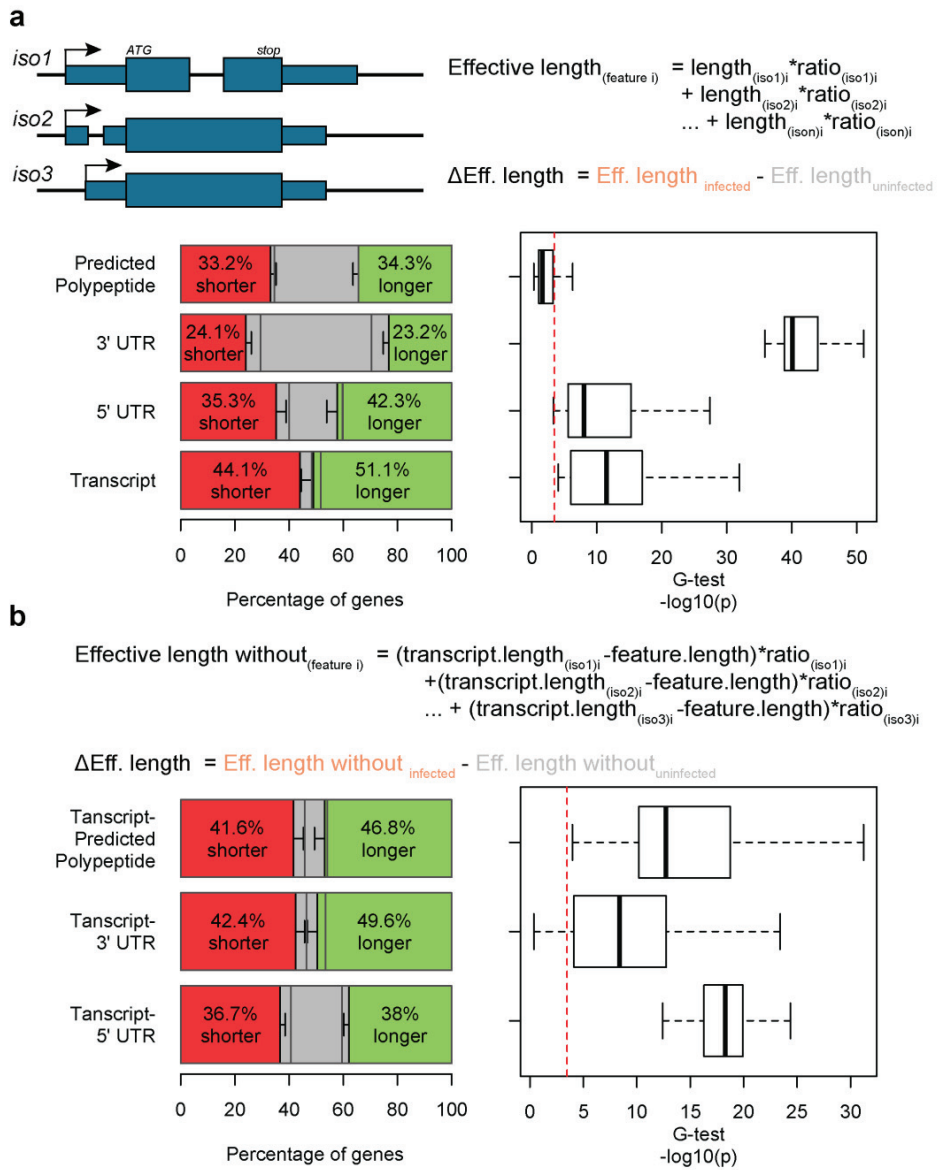 a
iso1
ATG
stop
iso2
iso3
Effective length(feature i) = length(iso1)i*ratio(iso1)i
+ length(iso2)i*ratio(iso2)i
... + length(ison)i*ratio(ison)i
ΔEff. length = Eff. length infected - Eff. length uninfected
Predicted
Polypeptide
33.2%
shorter
34.3%
longer
3' UTR
24.1%
shorter
23.2%
longer
5' UTR
35.3%
shorter
42.3%
longer
Transcript
44.1%
shorter
51.1%
longer
0 20 40 60 80 100
Percentage of genes
0 10 20 30 40 50
G-test
-log10(p)
b
Effective length without(feature i) = (transcript.length(iso1)i -feature.length)*ratio(iso1)i
+(transcript.length(iso2)i -feature.length)*ratio(iso2)i
... + (transcript.length(iso3)i -feature.length)*ratio(iso3)i
ΔEff. length = Eff. length without infected - Eff. length without uninfected
Tanscript-
Predicted
Polypeptide
41.6%
shorter
46.8%
longer
Tanscript-
3' UTR
42.4%
shorter
49.6%
longer
Tanscript-
5' UTR
36.7%
shorter
38%
longer
0 20 40 60 80 100
Percentage of genes
0 5 10 15 20 25 30
G-test
-log10(p)